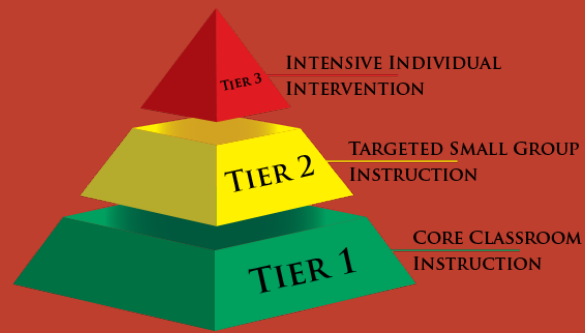 Tier 3
Intensive Individual
Intervention
Tier 2
Targeted Small Group
Instruction
Tier 1
Core Classroom
Instruction